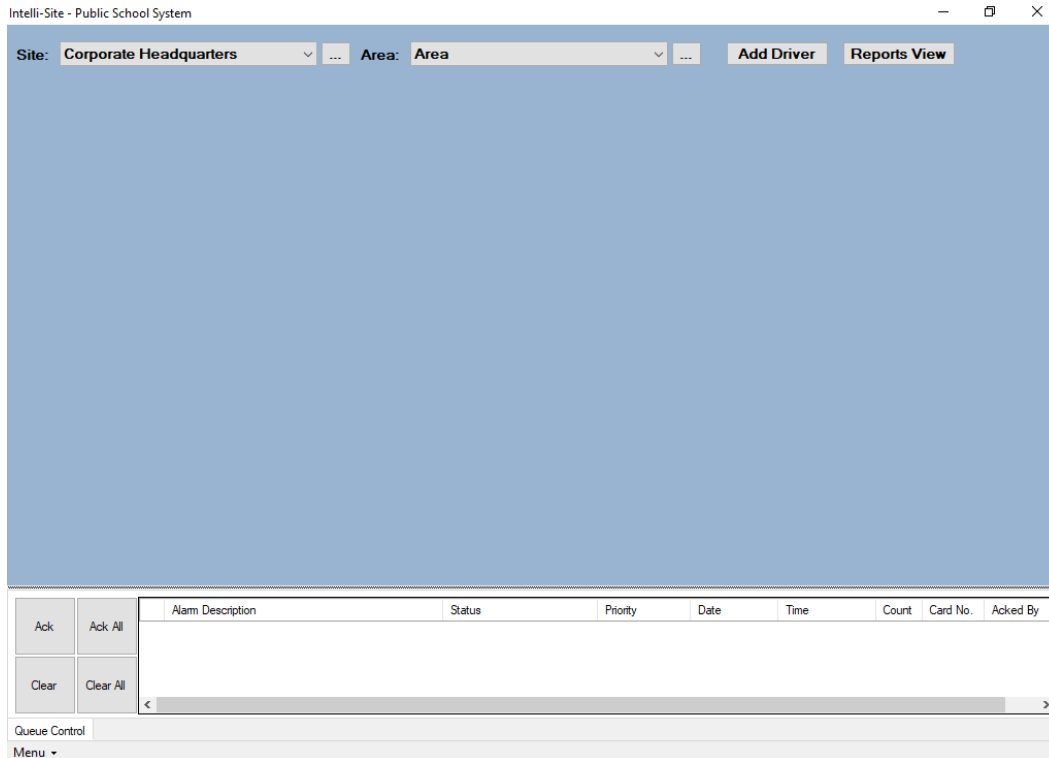 Intelli-Site - Public School System
Site: Corporate Headquarters ... Area: Area ... Add Driver Reports View
Alarm Description Status Priority Date Time Count Card No. Acked By
Ack Ack All
Clear Clear All
Queue Control
Menu